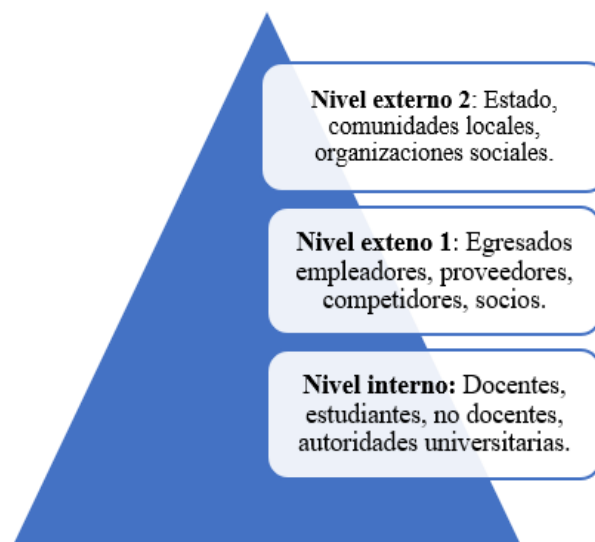 Nivel externo 2: Estado,
comunidades locales,
organizaciones sociales.
Nivel exteno 1: Egresados
empleadores, proveedores,
competidores, socios.
Nivel interno: Docentes,
estudiantes, no docentes,
autoridades universitarias.